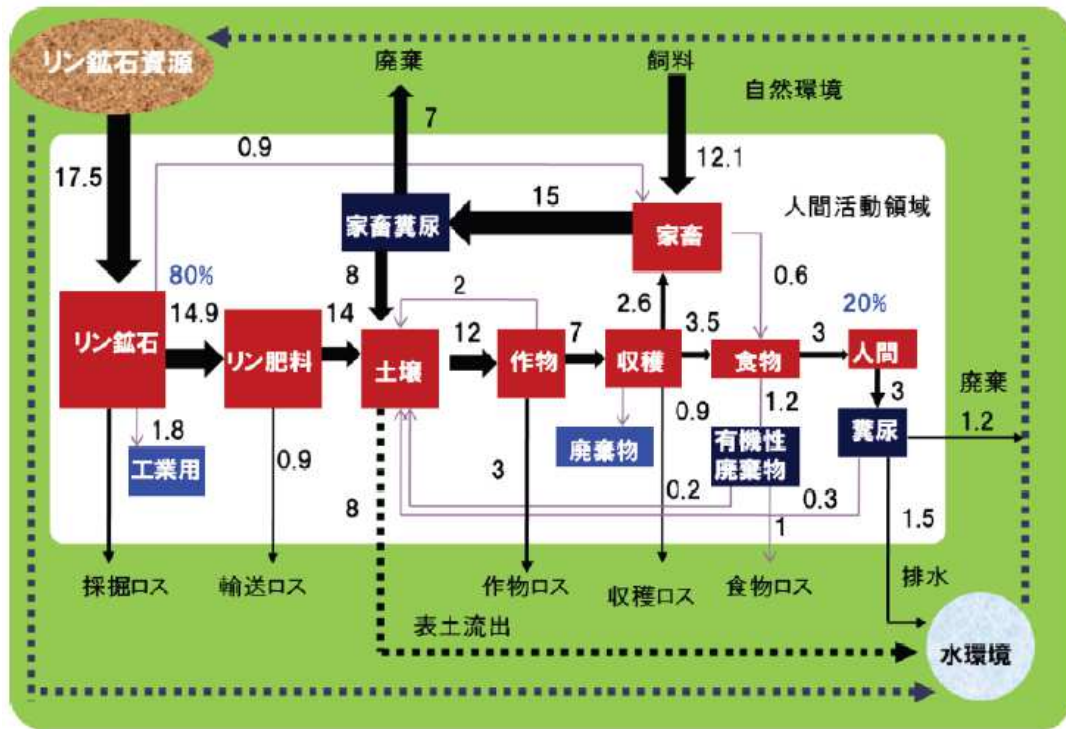 リン鉱石資源
廃棄
飼料
自然環境
7
0.9
12.1
17.5
15
人間活動領域
家畜糞尿
家畜
80%
8
2
2.6
0.6
20%
14.9
14
12
7
3.5
3
リン鉱石
リン肥料
土壌
作物
収穫
食物
人間
廃棄
1.8
0.9
1.2
3
1.2
工業用
0.9
廃棄物
有機性
廃棄物
糞尿
8
3
0.2
0.3
1
1.5
採掘ロス
輸送ロス
作物ロス
収穫ロス
食物ロス
排水
表土流出
水環境